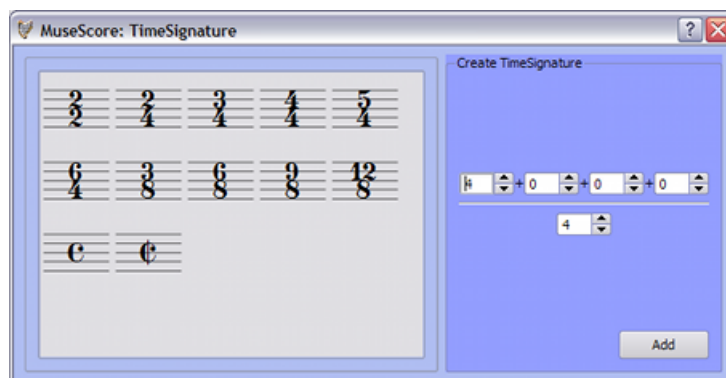 MuseScore: TimeSignature
Create TimeSignature
2 2 3 4 5
2 4 4 4 4
6 3 6 9 12
4 8 8 8 8
4 + 0 + 0 + 0
4
Add